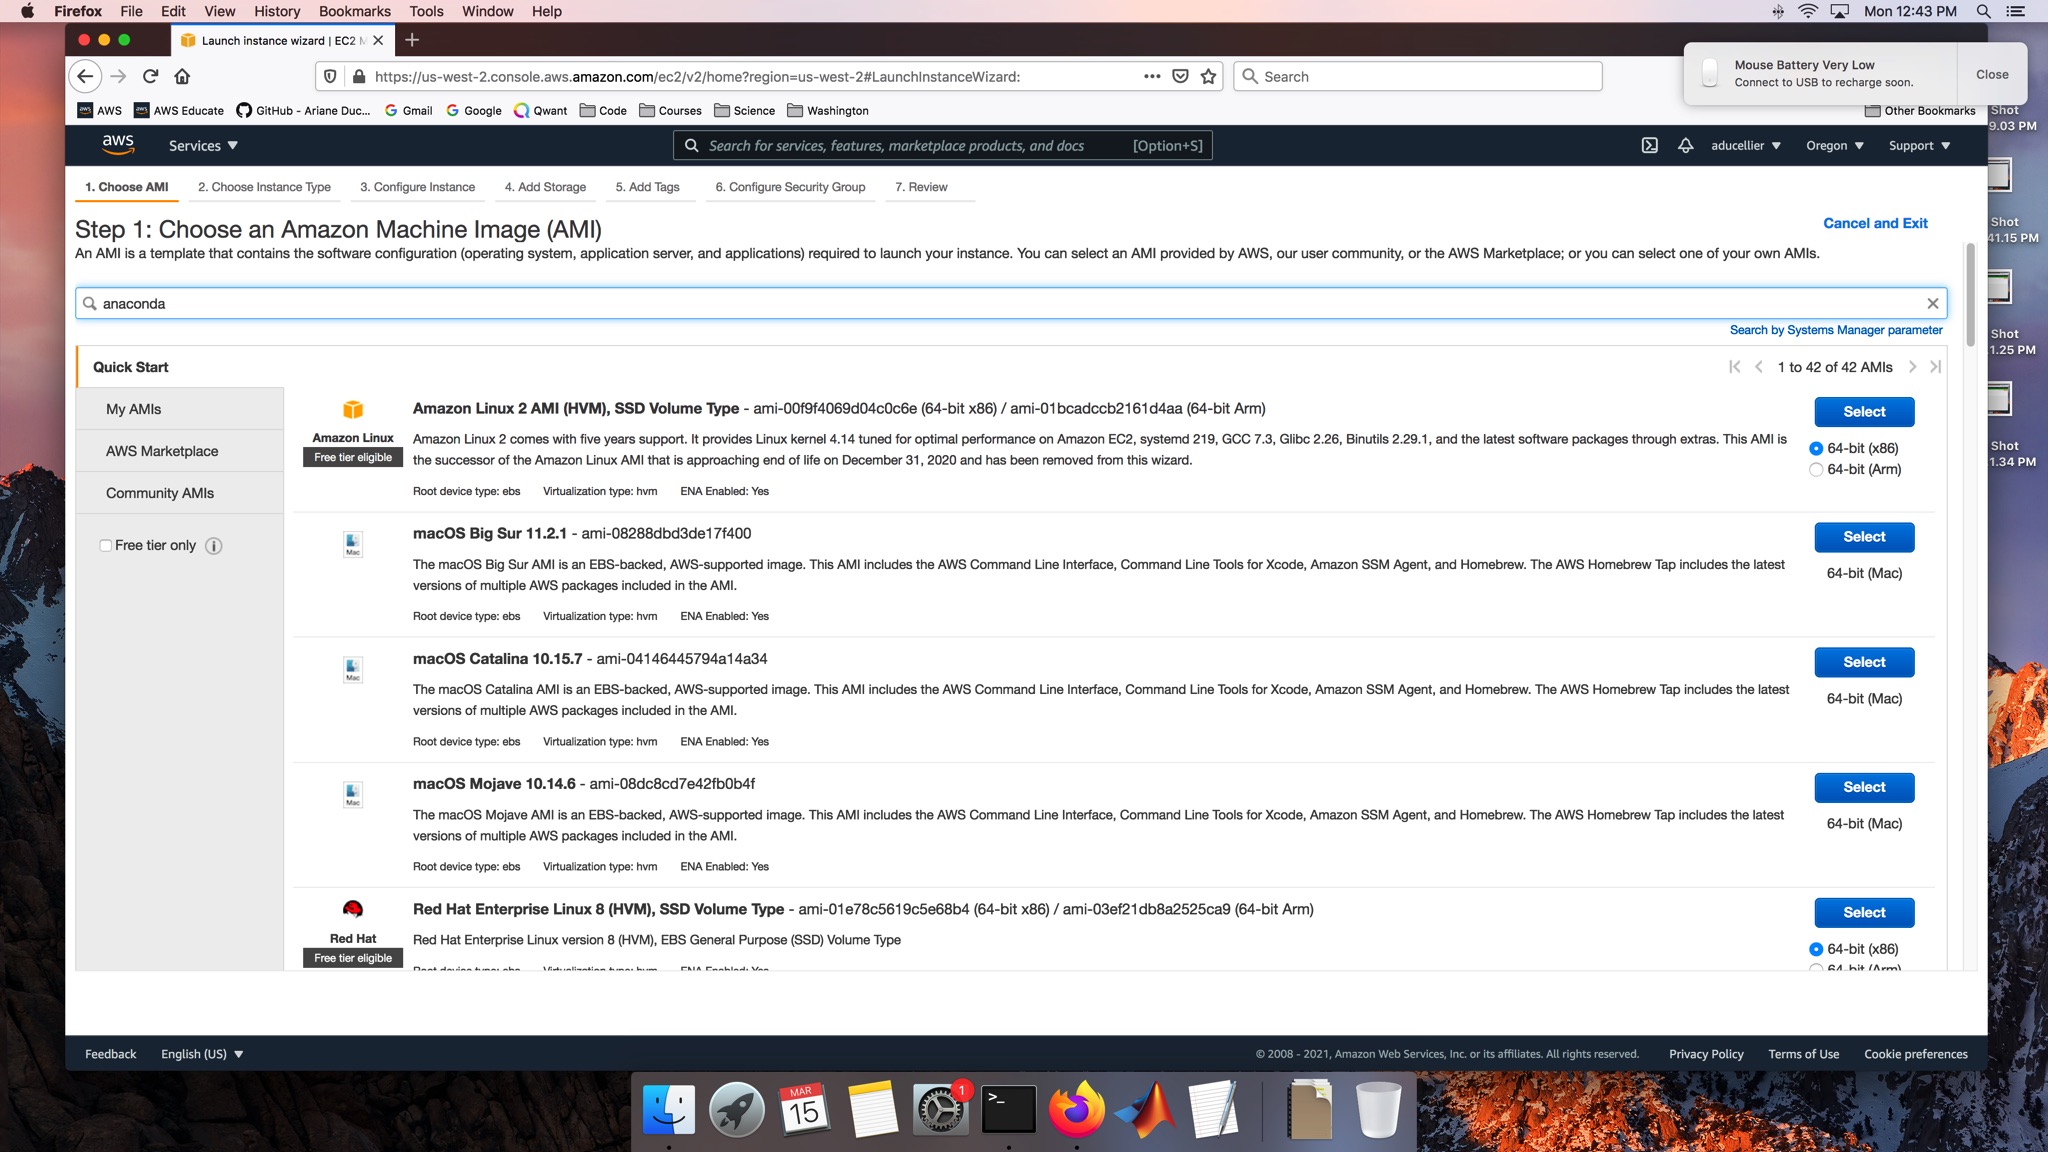 Firefox File Edit View History Bookmarks Tools Window Help
Mon 12:43 PM
Launch instance wizard | EC2 M
https://us-west-2.console.aws.amazon.com/ec2/v2/home?region=us-west-2#LaunchInstanceWizard:
Search
Mouse Battery Very Low
Connect to USB to recharge soon.
Close
AWS AWS Educate GitHub - Ariane Duc... Gmail Google Qwant Code Courses Science Washington Other Bookmarks
Shot
9.03 PM
aws Services Search for services, features, marketplace products, and docs [Option+S] aducellier Oregon Support
1. Choose AMI 2. Choose Instance Type 3. Configure Instance 4. Add Storage 5. Add Tags 6. Configure Security Group 7. Review
Step 1: Choose an Amazon Machine Image (AMI)
Cancel and Exit
Shot
41.15 PM
An AMI is a template that contains the software configuration (operating system, application server, and applications) required to launch your instance. You can select an AMI provided by AWS, our user community, or the AWS Marketplace; or you can select one of your own AMIs.
anaconda
Search by Systems Manager parameter
Shot
1.25 PM
Quick Start
My AMIs
AWS Marketplace
Community AMIs
Free tier only
1 to 42 of 42 AMIs
Amazon Linux
Free tier eligible
Amazon Linux 2 AMI (HVM), SSD Volume Type - ami-00f9f4069d04c0c6e (64-bit x86) / ami-01bcadccb2161d4aa (64-bit Arm)
Amazon Linux 2 comes with five years support. It provides Linux kernel 4.14 tuned for optimal performance on Amazon EC2, systemd 219, GCC 7.3, Glibc 2.26, Binutils 2.29.1, and the latest software packages through extras. This AMI is
the successor of the Amazon Linux AMI that is approaching end of life on December 31, 2020 and has been removed from this wizard.
Root device type: ebs Virtualization type: hvm ENA Enabled: Yes
Select
64-bit (x86)
64-bit (Arm)
Shot
1.34 PM
Mac
macOS Big Sur 11.2.1 - ami-08288dbd3de17f400
The macOS Big Sur AMI is an EBS-backed, AWS-supported image. This AMI includes the AWS Command Line Interface, Command Line Tools for Xcode, Amazon SSM Agent, and Homebrew. The AWS Homebrew Tap includes the latest
versions of multiple AWS packages included in the AMI.
Root device type: ebs Virtualization type: hvm ENA Enabled: Yes
Select
64-bit (Mac)
Mac
macOS Catalina 10.15.7 - ami-04146445794a14a34
The macOS Catalina AMI is an EBS-backed, AWS-supported image. This AMI includes the AWS Command Line Interface, Command Line Tools for Xcode, Amazon SSM Agent, and Homebrew. The AWS Homebrew Tap includes the latest
versions of multiple AWS packages included in the AMI.
Root device type: ebs Virtualization type: hvm ENA Enabled: Yes
Select
64-bit (Mac)
Mac
macOS Mojave 10.14.6 - ami-08dc8cd7e42fb0b4f
The macOS Mojave AMI is an EBS-backed, AWS-supported image. This AMI includes the AWS Command Line Interface, Command Line Tools for Xcode, Amazon SSM Agent, and Homebrew. The AWS Homebrew Tap includes the latest
versions of multiple AWS packages included in the AMI.
Root device type: ebs Virtualization type: hvm ENA Enabled: Yes
Select
64-bit (Mac)
Red Hat
Free tier eligible
Red Hat Enterprise Linux 8 (HVM), SSD Volume Type - ami-01e78c5619c5e68b4 (64-bit x86) / ami-03ef21db8a2525ca9 (64-bit Arm)
Red Hat Enterprise Linux version 8 (HVM), EBS General Purpose (SSD) Volume Type
Root device type: ebs Virtualization type: hvm ENA Enabled: Yes
Select
64-bit (x86)
64-bit (Arm)
Feedback English (US) © 2008 - 2021, Amazon Web Services, Inc. or its affiliates. All rights reserved. Privacy Policy Terms of Use Cookie preferences
MAR
15
1
>_